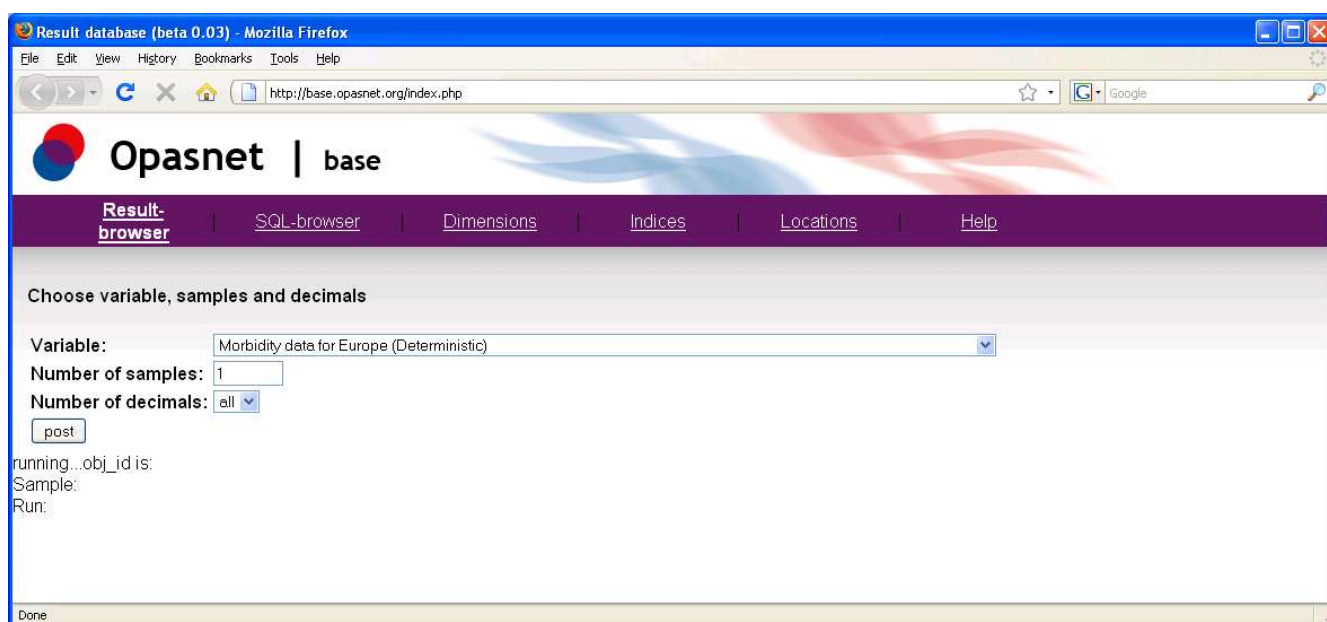 Result database (beta 0.03) - Mozilla Firefox
File Edit View History Bookmarks Tools Help
http://base.opasnet.org/index.php
G Google
Opasnet | base
Result-browser | SQL-browser | Dimensions | Indices | Locations | Help
Choose variable, samples and decimals
Variable: Morbidity data for Europe (Deterministic)
Number of samples: 1
Number of decimals: all
post
running...obj_id is:
Sample:
Run:
Done